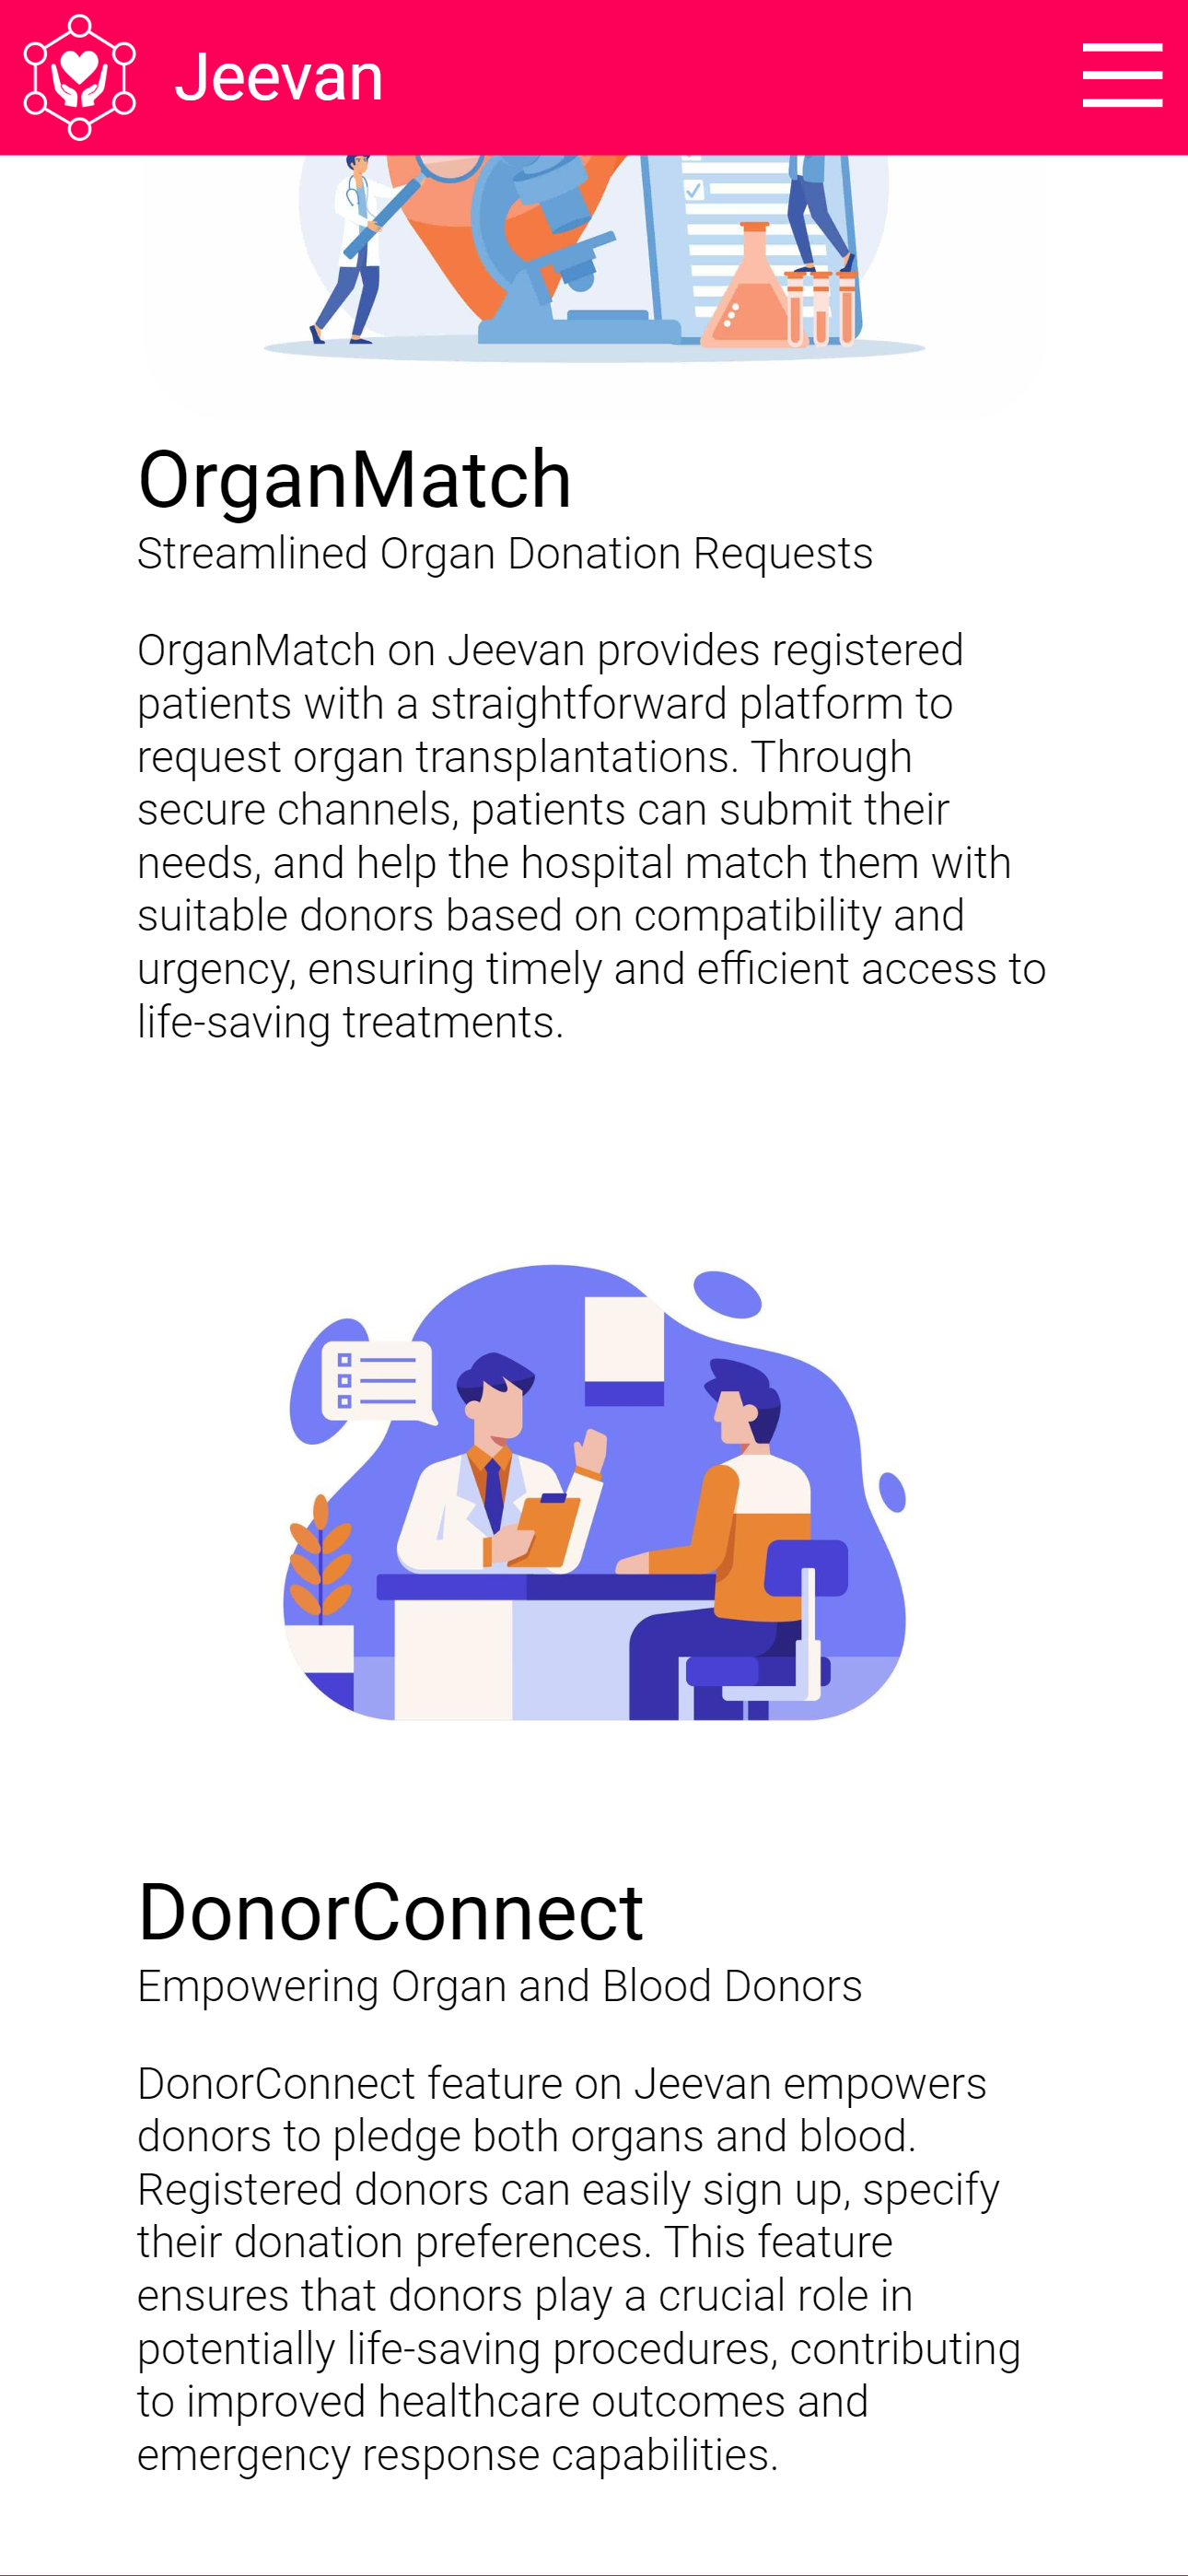 Jeevan
OrganMatch
Streamlined Organ Donation Requests
OrganMatch on Jeevan provides registered
patients with a straightforward platform to
request organ transplantations. Through
secure channels, patients can submit their
needs, and help the hospital match them with
suitable donors based on compatibility and
urgency, ensuring timely and efficient access to
life-saving treatments.
DonorConnect
Empowering Organ and Blood Donors
DonorConnect feature on Jeevan empowers
donors to pledge both organs and blood.
Registered donors can easily sign up, specify
their donation preferences. This feature
ensures that donors play a crucial role in
potentially life-saving procedures, contributing
to improved healthcare outcomes and
emergency response capabilities.